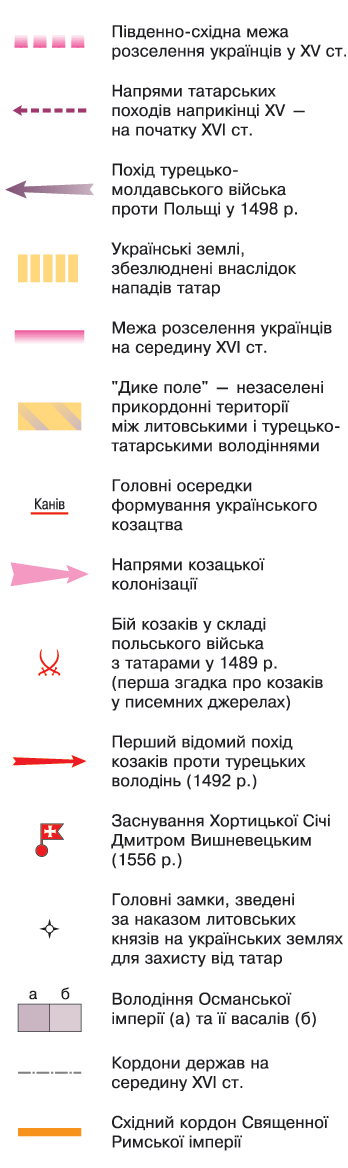 Південно-східна межа
розселення українців у XV ст.
Напрями татарських
походів наприкінці XV —
на початку XVI ст.
Похід турецько-
молдавського війська
проти Польщі у 1498 р.
Українські землі,
збезлюднені внаслідок
нападів татар
Межа розселення українців
на середину XVI ст.
"Дике поле" — незаселені
прикордонні території
між литовськими і турецько-
татарськими володіннями
Канів
Головні осередки
формування українського
козацтва
Напрями козацької
колонізації
Бій козаків у складі
польського війська
з татарами у 1489 р.
(перша згадка про козаків
у писемних джерелах)
Перший відомий похід
козаків проти турецьких
володінь (1492 р.)
Заснування Хортицької Січі
Дмитром Вишневецьким
(1556 р.)
Головні замки, зведені
за наказом литовських
князів на українських землях
для захисту від татар
а б
Володіння Османської
імперії (а) та її васалів (б)
Кордони держав на
середину XVI ст.
Східний кордон Священної
Римської імперії